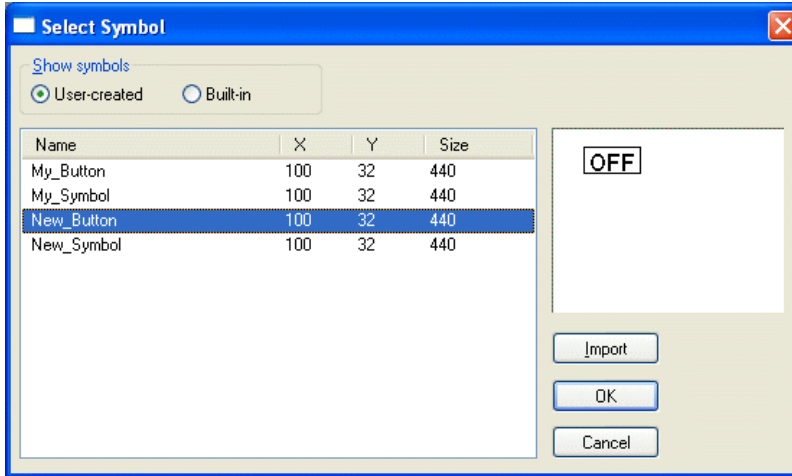 Select Symbol
Show symbols
User-created Built-in
Name X Y Size
My_Button 100 32 440
My_Symbol 100 32 440
New_Button 100 32 440
New_Symbol 100 32 440
OFF
Import
OK
Cancel